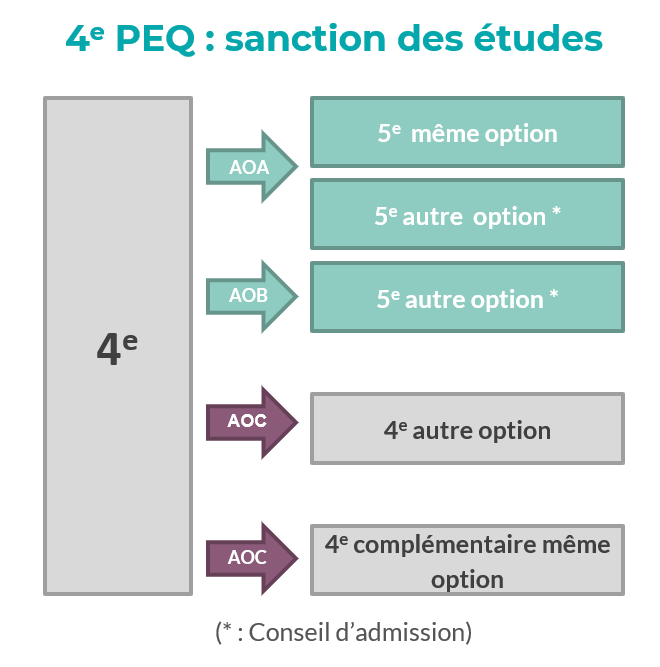 4e PEQ : sanction des études
5e même option
AOA
5e autre option *
AOB
5e autre option *
4e
AOC
4e autre option
AOC
4e complémentaire même
option
(* : Conseil d’admission)